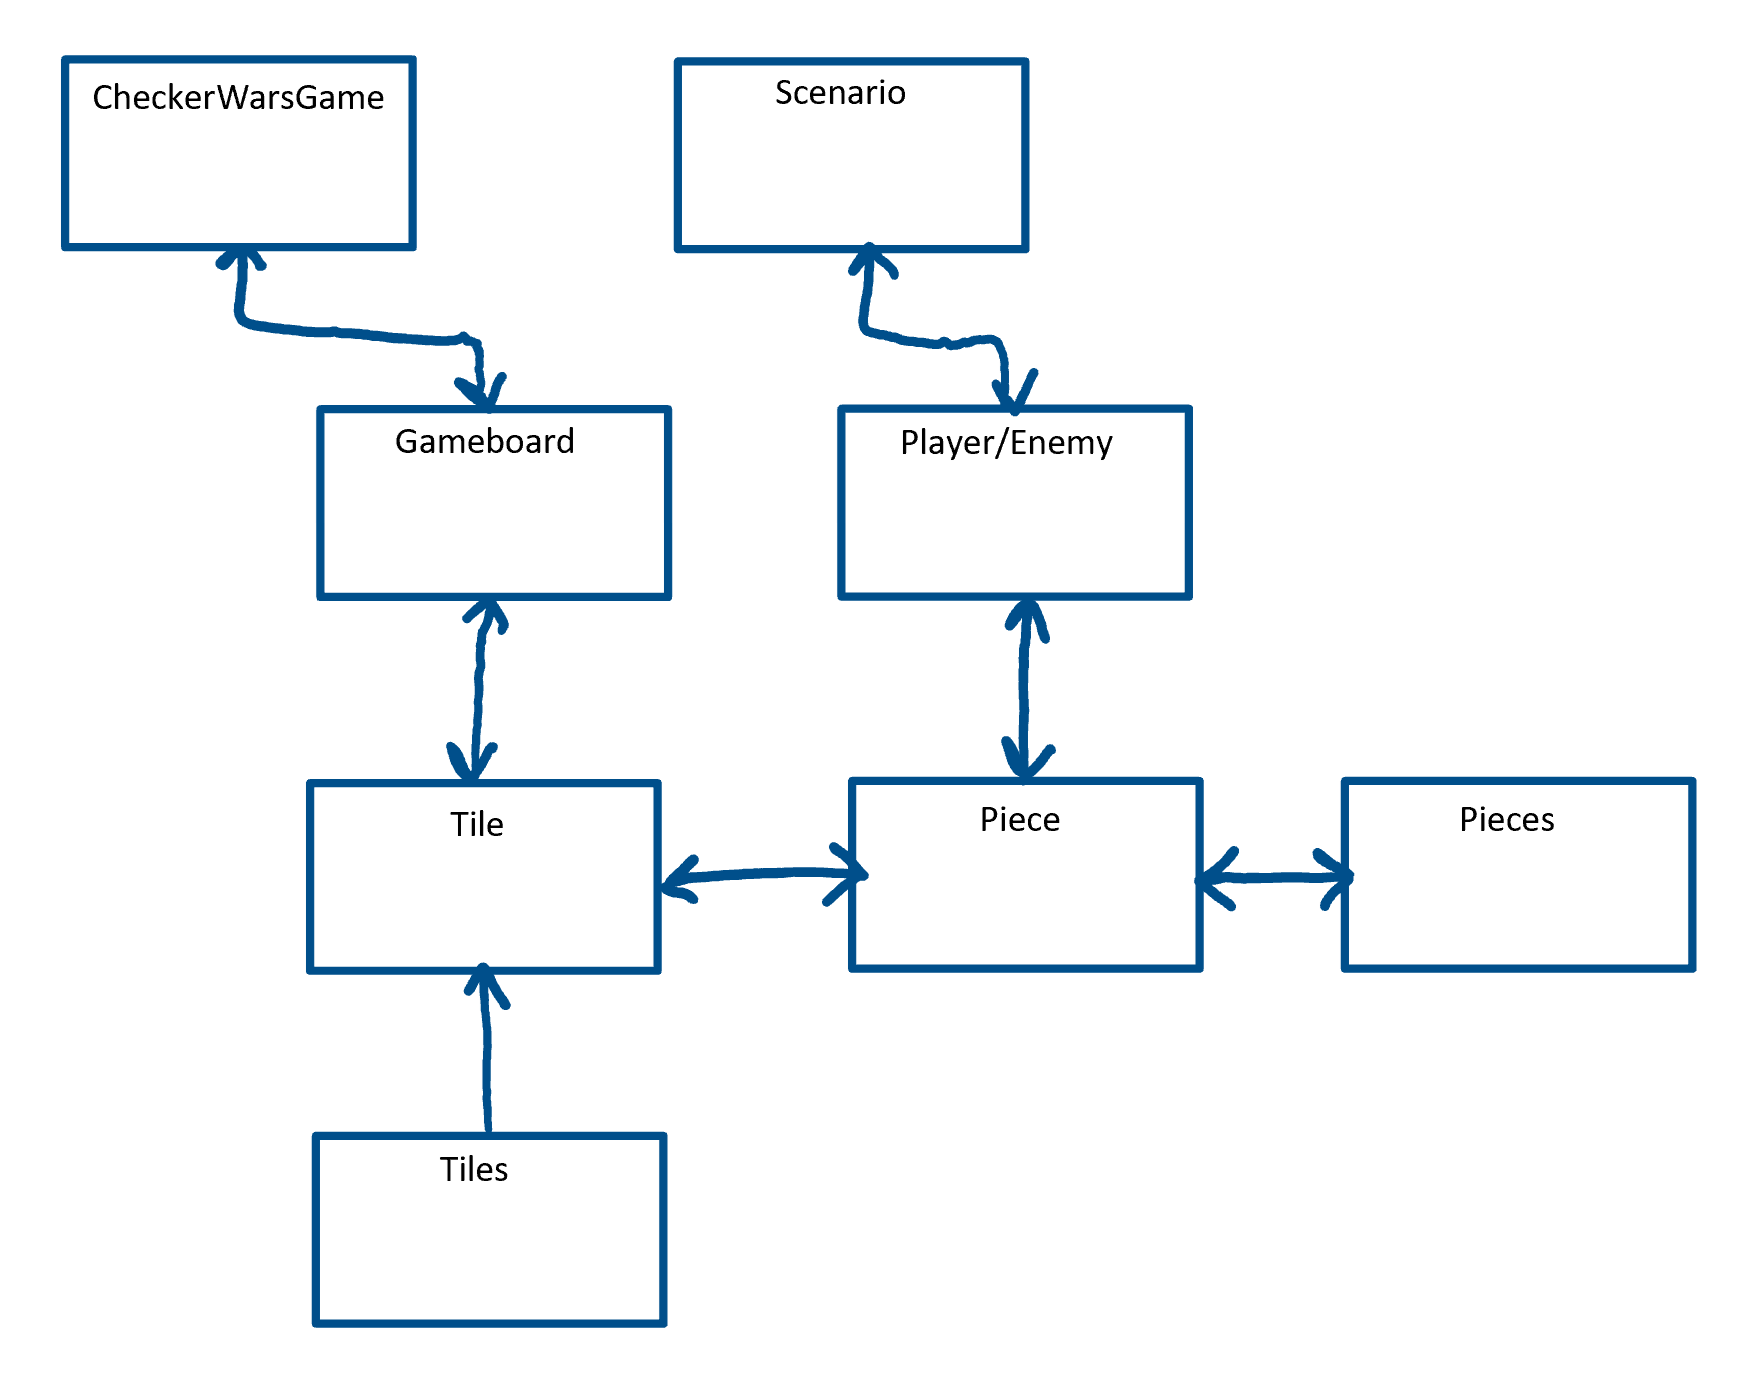 CheckerWarsGame
Scenario
Gameboard
Player/Enemy
Tile
Piece
Pieces
Tiles